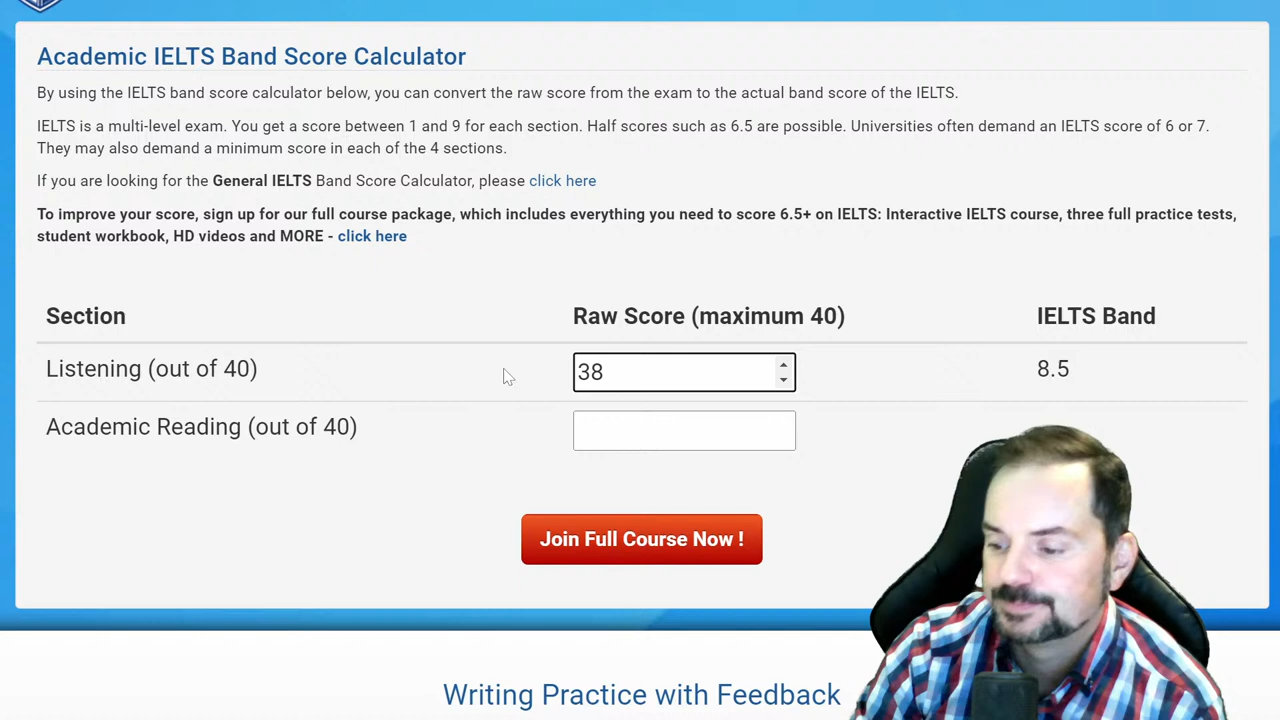 Academic IELTS Band Score Calculator
By using the IELTS band score calculator below, you can convert the raw score from the exam to the actual band score of the IELTS.
IELTS is a multi-level exam. You get a score between 1 and 9 for each section. Half scores such as 6.5 are possible. Universities often demand an IELTS score of 6 or 7.
They may also demand a minimum score in each of the 4 sections.
If you are looking for the General IELTS Band Score Calculator, please click here
To improve your score, sign up for our full course package, which includes everything you need to score 6.5+ on IELTS: Interactive IELTS course, three full practice tests,
student workbook, HD videos and MORE - click here
Section Raw Score (maximum 40) IELTS Band
Listening (out of 40) 38 8.5
Academic Reading (out of 40)
Join Full Course Now !
Writing Practice with Feedback